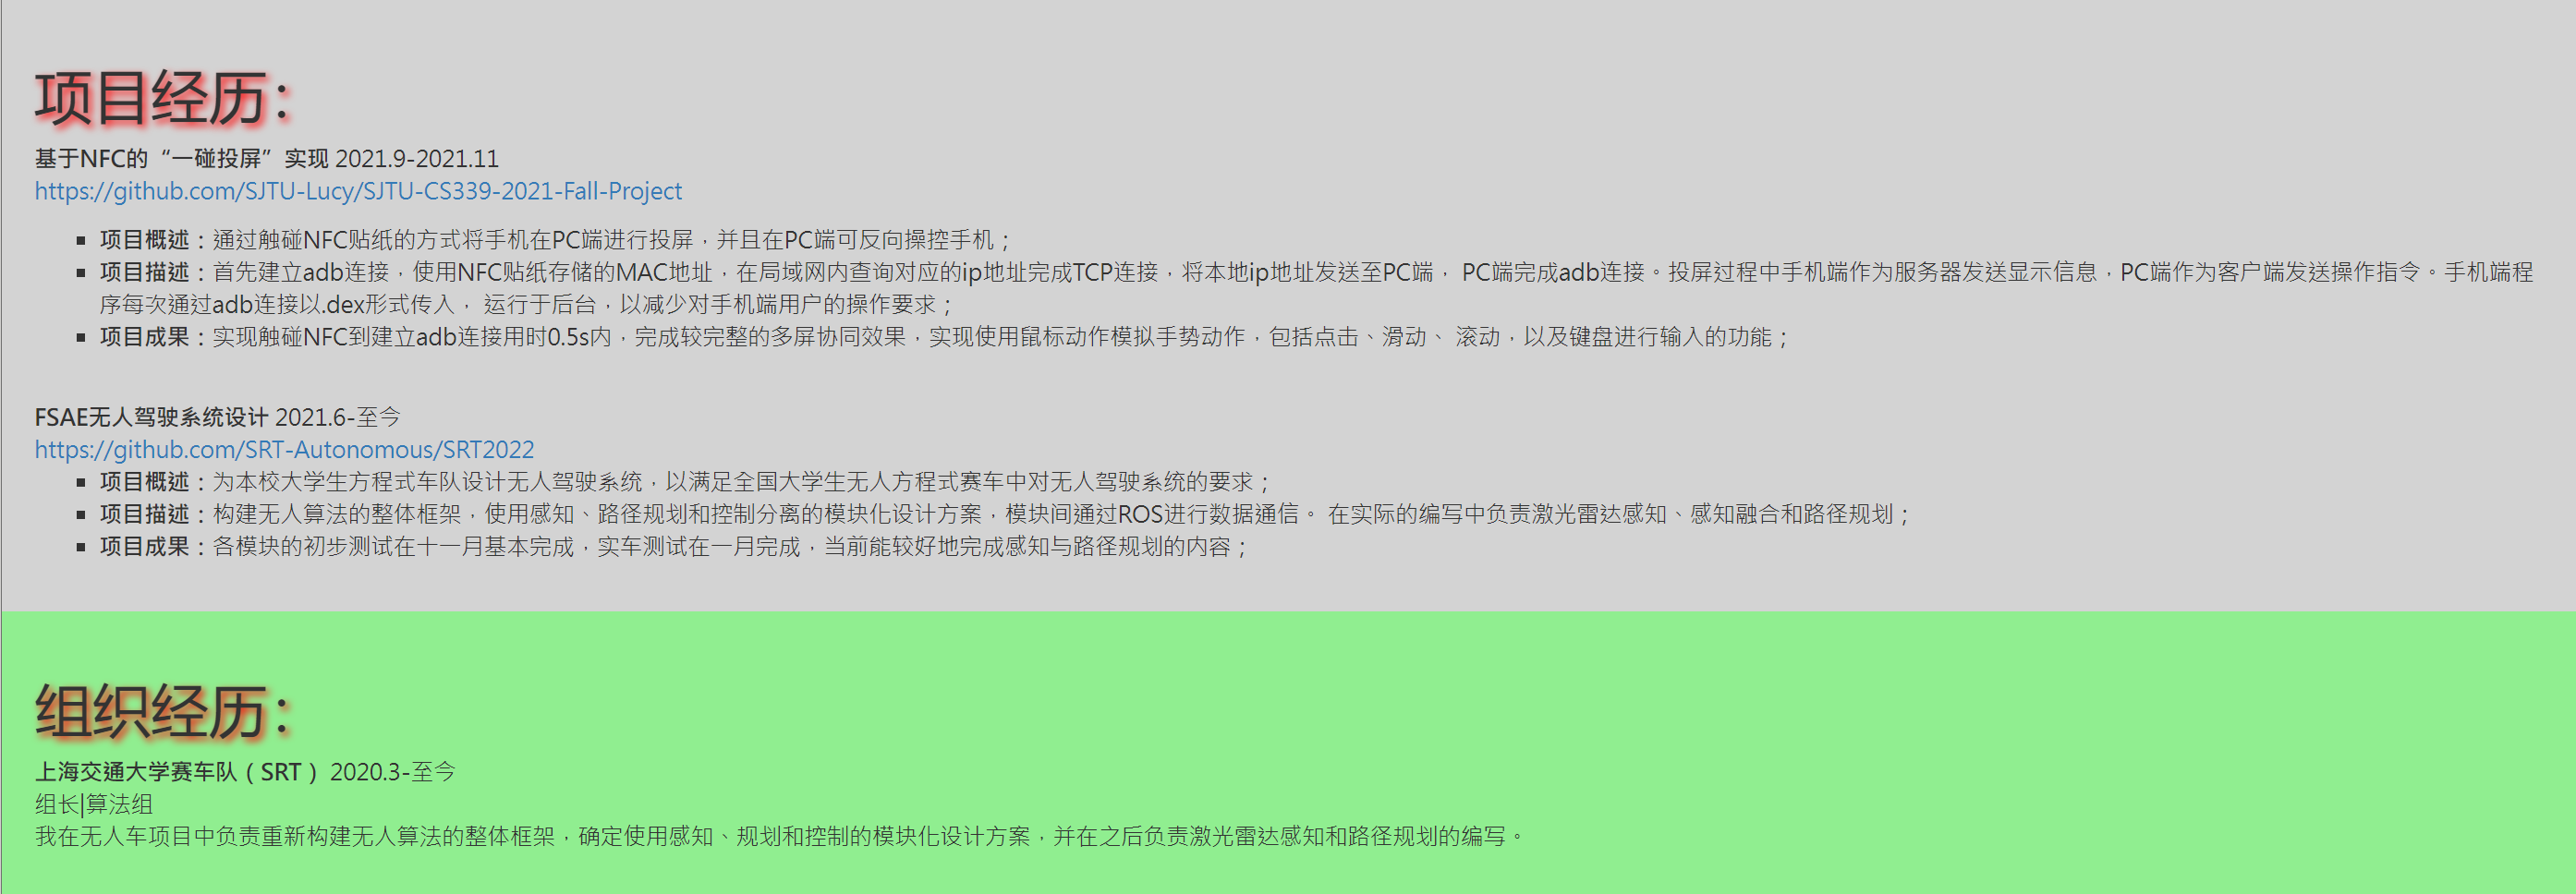 项目经历：
基于NFC的“一碰投屏”实现 2021.9-2021.11
https://github.com/SJTU-Lucy/SJTU-CS339-2021-Fall-Project
项目概述：通过触碰NFC贴纸的方式将手机在PC端进行投屏，并且在PC端可反向操控手机；
项目描述：首先建立adb连接，使用NFC贴纸存储的MAC地址，在局域网内查询对应的ip地址完成TCP连接，将本地ip地址发送至PC端， PC端完成adb连接。投屏过程中手机端作为服务器发送显示信息，PC端作为客户端发送操作指令。手机端程
序每次通过adb连接以.dex形式传入， 运行于后台，以减少对手机端用户的操作要求；
项目成果：实现触碰NFC到建立adb连接用时0.5s内，完成较完整的多屏协同效果，实现使用鼠标动作模拟手势动作，包括点击、滑动、 滚动，以及键盘进行输入的功能；
FSAE无人驾驶系统设计 2021.6-至今
https://github.com/SRT-Autonomous/SRT2022
项目概述：为本校大学生方程式车队设计无人驾驶系统，以满足全国大学生无人方程式赛车中对无人驾驶系统的要求；
项目描述：构建无人算法的整体框架，使用感知、路径规划和控制分离的模块化设计方案，模块间通过ROS进行数据通信。 在实际的编写中负责激光雷达感知、感知融合和路径规划；
项目成果：各模块的初步测试在十一月基本完成，实车测试在一月完成，当前能较好地完成感知与路径规划的内容；
组织经历：
上海交通大学赛车队（SRT） 2020.3-至今
组长|算法组
我在无人车项目中负责重新构建无人算法的整体框架，确定使用感知、规划和控制的模块化设计方案，并在之后负责激光雷达感知和路径规划的编写。